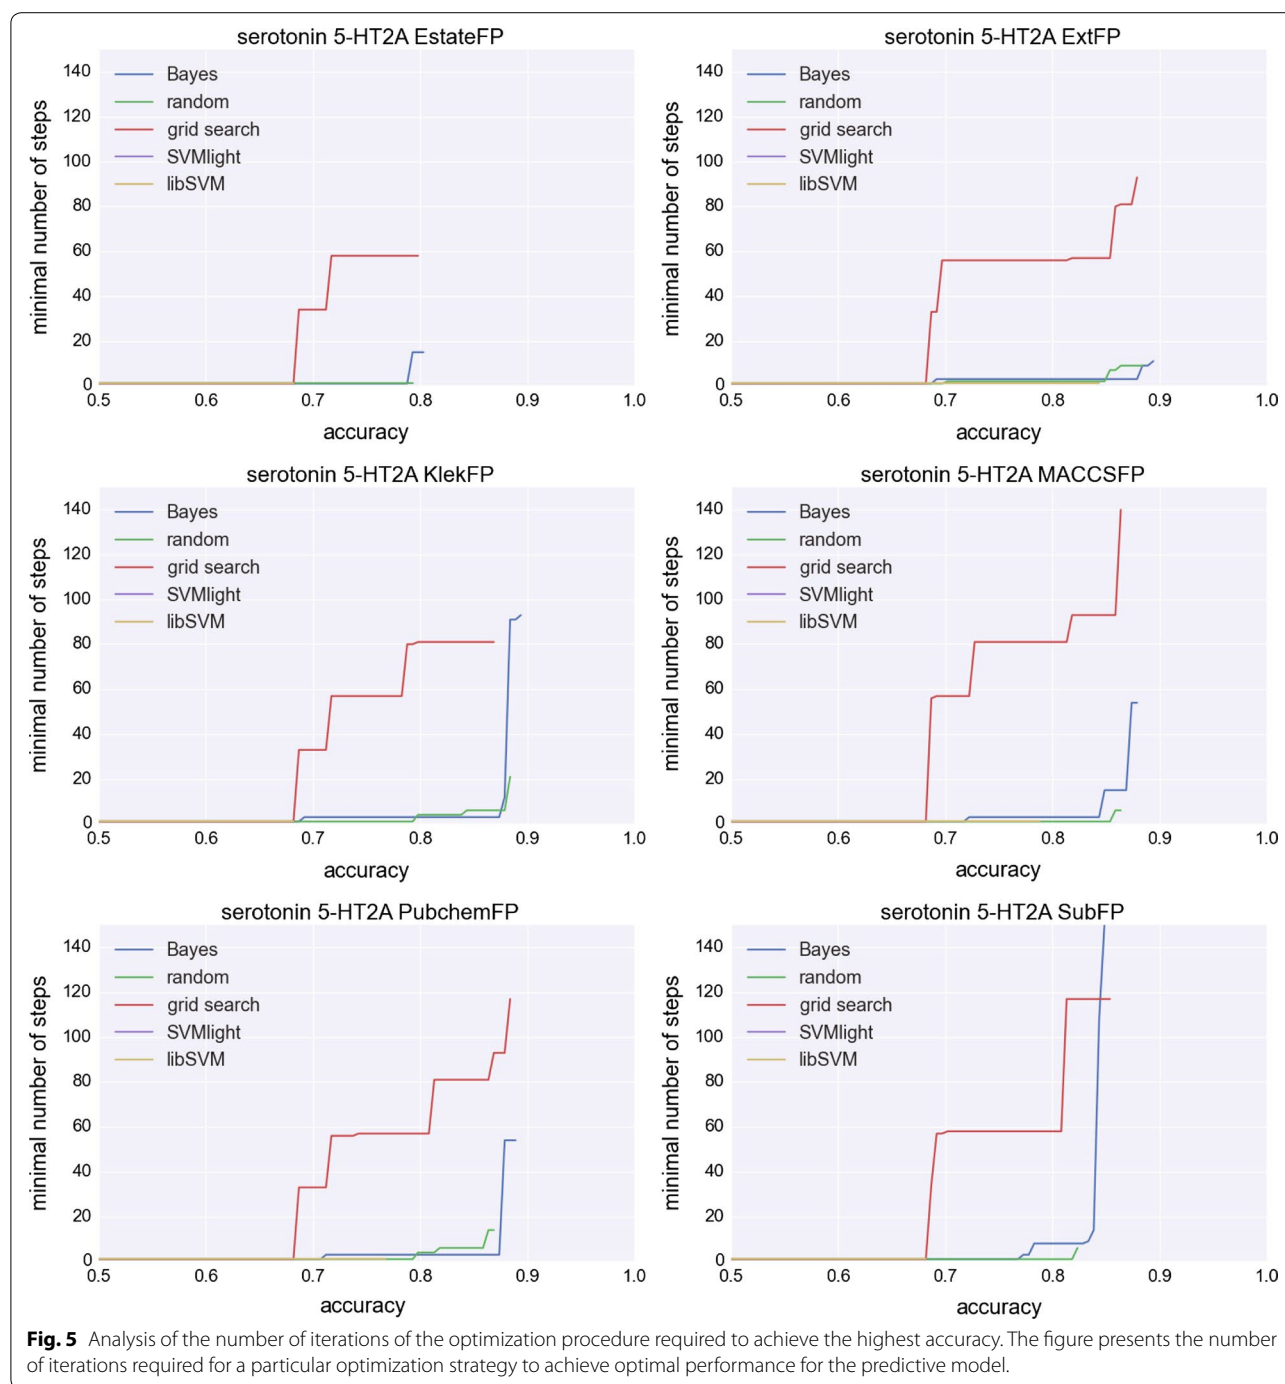 serotonin 5-HT2A EstateFP
140
120
100
80
60
40
20
0
minimal number of steps
Bayes
random
grid search
SVMlight
libSVM
0.5 0.6 0.7 0.8 0.9 1.0
accuracy
serotonin 5-HT2A ExtFP
140
120
100
80
60
40
20
0
minimal number of steps
Bayes
random
grid search
SVMlight
libSVM
0.5 0.6 0.7 0.8 0.9 1.0
accuracy
serotonin 5-HT2A KlekFP
140
120
100
80
60
40
20
0
minimal number of steps
Bayes
random
grid search
SVMlight
libSVM
0.5 0.6 0.7 0.8 0.9 1.0
accuracy
serotonin 5-HT2A MACCSFP
140
120
100
80
60
40
20
0
minimal number of steps
Bayes
random
grid search
SVMlight
libSVM
0.5 0.6 0.7 0.8 0.9 1.0
accuracy
serotonin 5-HT2A PubchemFP
140
120
100
80
60
40
20
0
minimal number of steps
Bayes
random
grid search
SVMlight
libSVM
0.5 0.6 0.7 0.8 0.9 1.0
accuracy
serotonin 5-HT2A SubFP
140
120
100
80
60
40
20
0
minimal number of steps
Bayes
random
grid search
SVMlight
libSVM
0.5 0.6 0.7 0.8 0.9 1.0
accuracy
Fig. 5 Analysis of the number of iterations of the optimization procedure required to achieve the highest accuracy. The figure presents the number
of iterations required for a particular optimization strategy to achieve optimal performance for the predictive model.